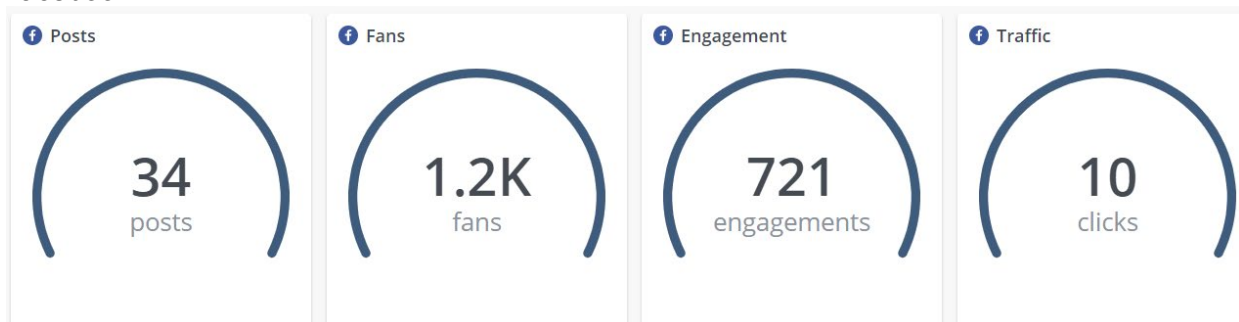 Posts
34
posts
Fans
1.2K
fans
Engagement
721
engagements
Traffic
10
clicks